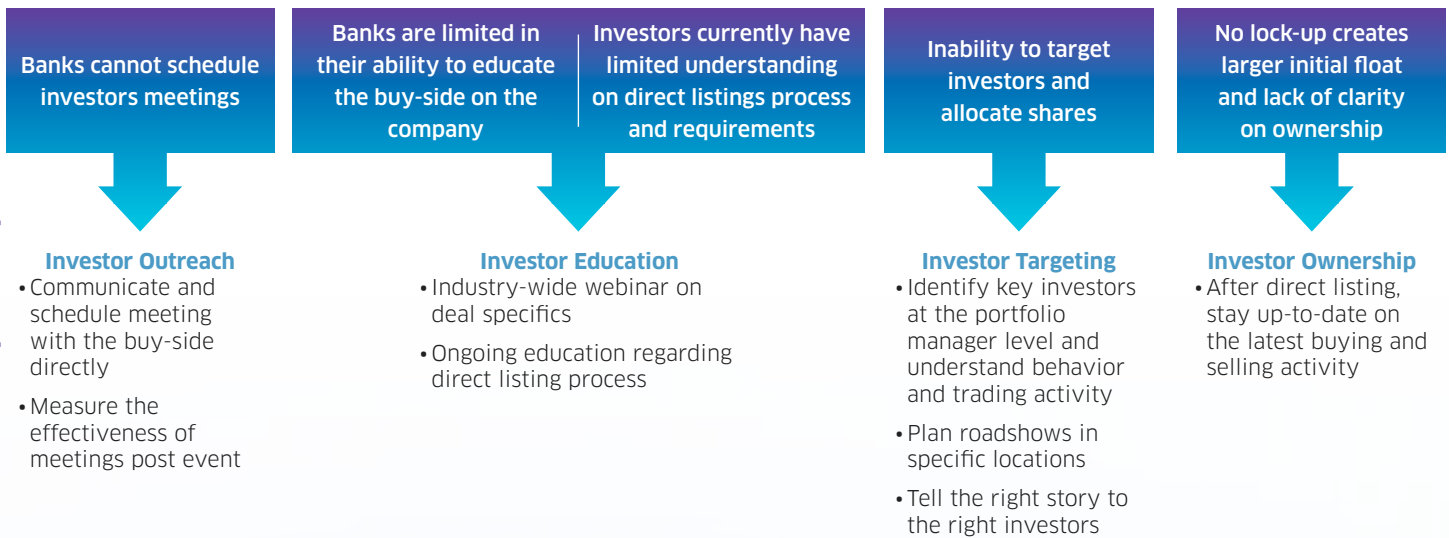 Banks cannot schedule
investors meetings
Banks are limited in
their ability to educate
the buy-side on the
company
Investors currently have
limited understanding
on direct listings process
and requirements
Inability to target
investors and
allocate shares
No lock-up creates
larger initial float
and lack of clarity
on ownership
Investor Outreach
• Communicate and
schedule meeting
with the buy-side
directly
• Measure the
effectiveness of
meetings post event
Investor Education
• Industry-wide webinar on
deal specifics
• Ongoing education regarding
direct listing process
Investor Targeting
• Identify key investors
at the portfolio
manager level and
understand behavior
and trading activity
• Plan roadshows in
specific locations
• Tell the right story to
the right investors
Investor Ownership
• After direct listing,
stay up-to-date on
the latest buying and
selling activity